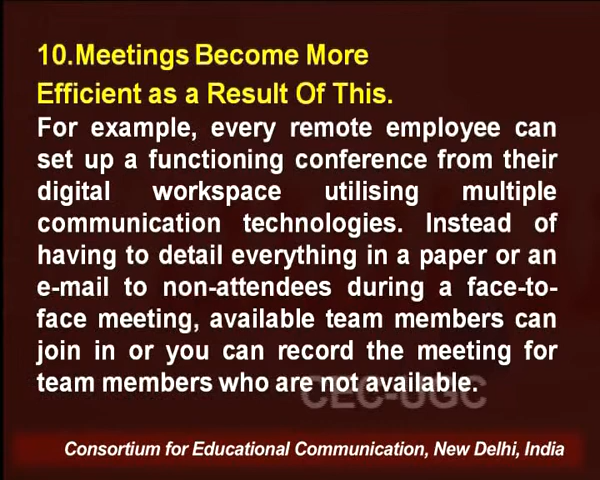 10.Meetings Become More
Efficient as a Result Of This.
For example, every remote employee can
set up a functioning conference from their
digital workspace utilising multiple
communication technologies. Instead of
having to detail everything in a paper or an
e-mail to non-attendees during a face-to-
face meeting, available team members can
join in or you can record the meeting for
team members who are not available.
CEC-UGC
Consortium for Educational Communication, New Delhi, India